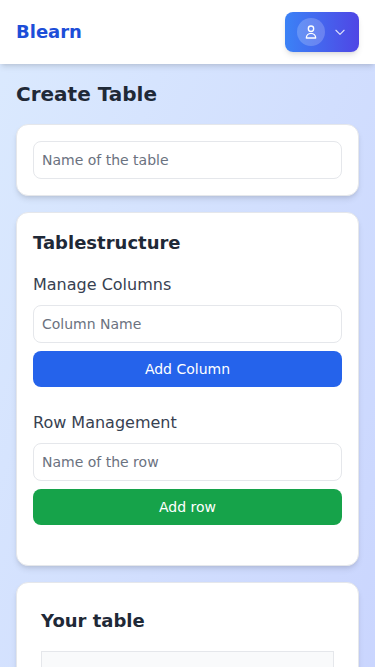 Blearn
Create Table
Name of the table
Tablestructure
Manage Columns
Column Name
Add Column
Row Management
Name of the row
Add row
Your table